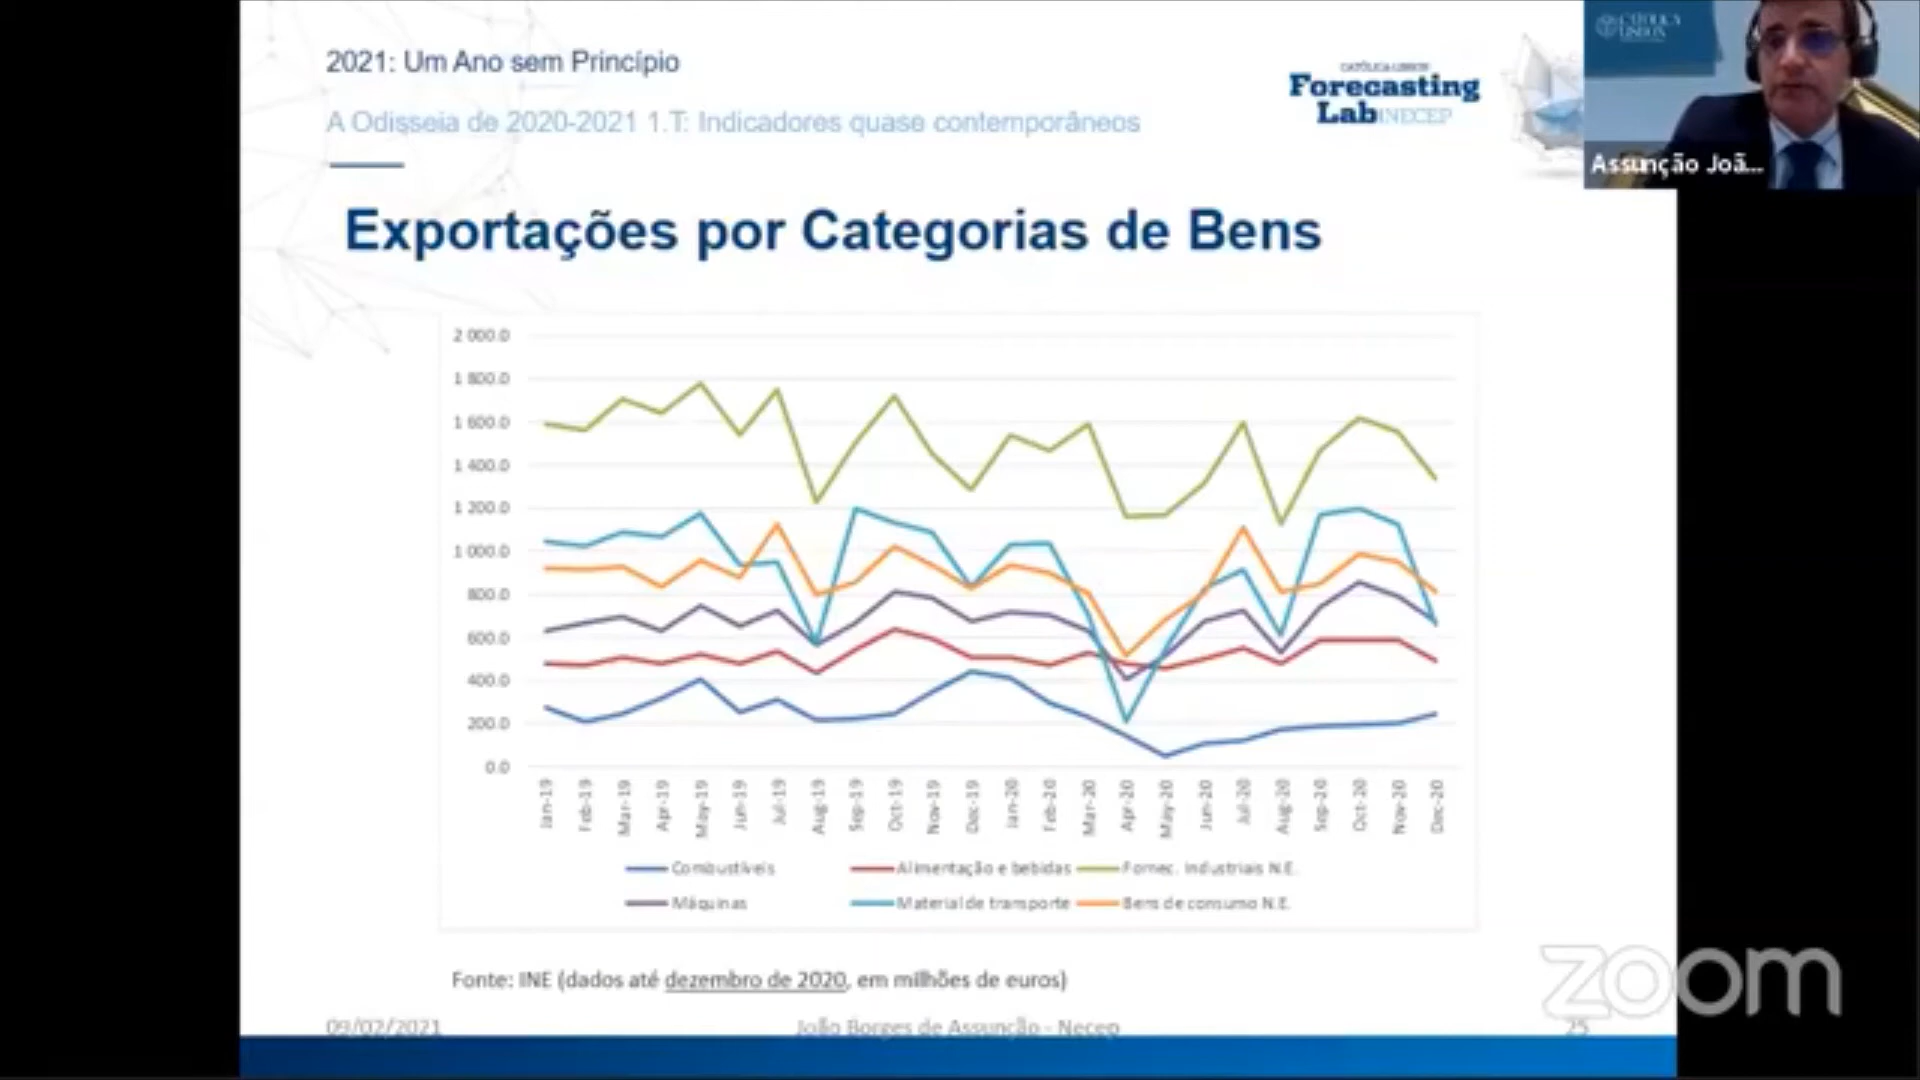 2021: Um Ano sem Princípio
A Odisseia de 2020-2021 1.T: Indicadores quase contemporâneos
CATÓLICA-LISBON
Forecasting
Lab NECEP
CATÓLICA
LISBON
Assunção Joã...
Exportações por Categorias de Bens
2 000.0
1 800.0
1 600.0
1 400.0
1 200.0
1 000.0
800.0
600.0
400.0
200.0
0.0
Jan-19
Feb-19
Mar-19
Apr-19
May-19
Jun-19
Jul-19
Aug-19
Sep-19
Oct-19
Nov-19
Dec-19
Jan-20
Feb-20
Mar-20
Apr-20
May-20
Jun-20
Jul-20
Aug-20
Sep-20
Oct-20
Nov-20
Dec-20
Combustíveis Alimentação e bebidas Fornec. Industriais N.E.
Máquinas Material de transporte Bens de consumo N.E.
Fonte: INE (dados até dezembro de 2020, em milhões de euros)
09/02/2021 João Borges de Assunção - Necep 25
zoom